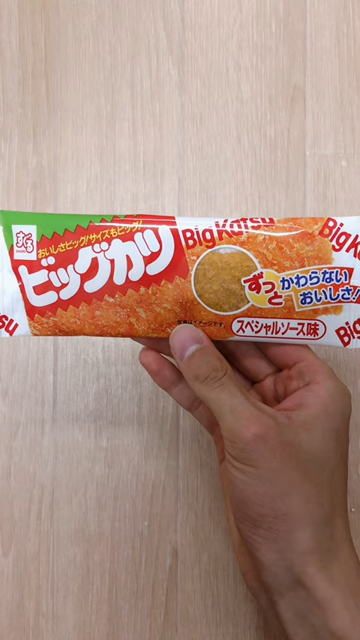 すぐる
おいしさビッグ!サイズもビッグ!
ビッグカツ
Big Katsu
ずっと
かわらない
おいしさ!
スペシャルソース味
Big
Big